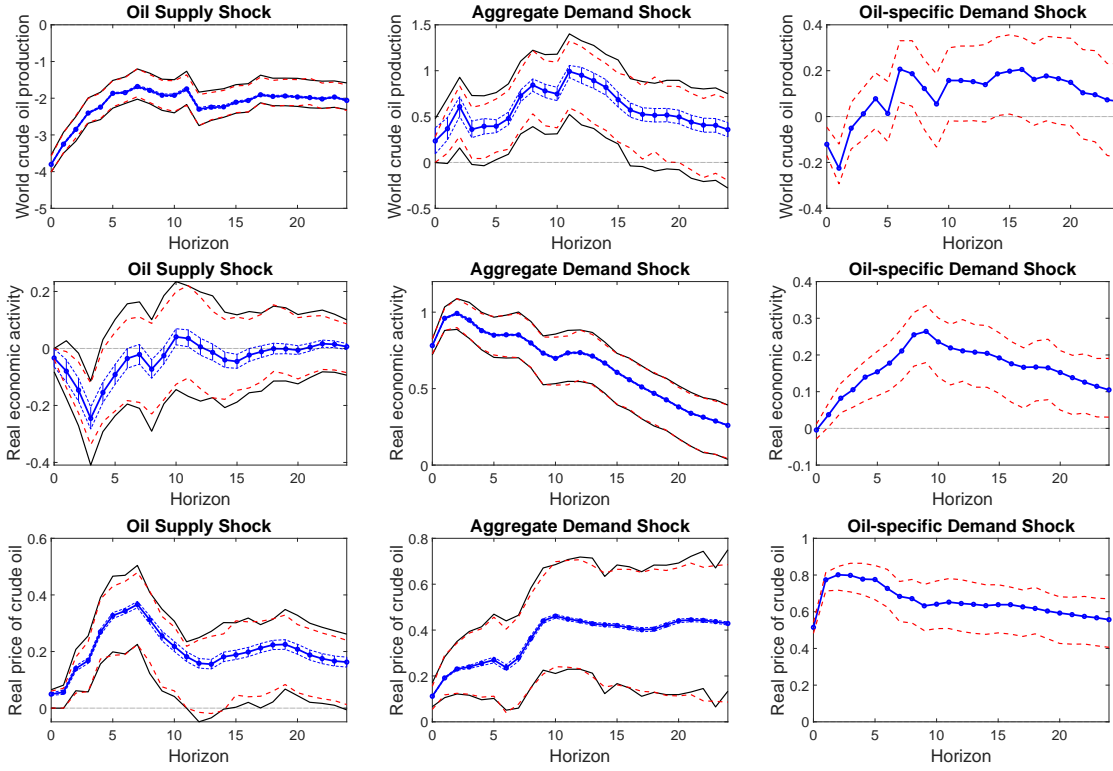 Oil Supply Shock
World crude oil production
0
-1
-2
-3
-4
-5
0 5 10 15 20
Horizon
Aggregate Demand Shock
World crude oil production
1.5
1
0.5
0
-0.5
0 5 10 15 20
Horizon
Oil-specific Demand Shock
World crude oil production
0.4
0.2
0
-0.2
-0.4
0 5 10 15 20
Horizon
Oil Supply Shock
Real economic activity
0.2
0
-0.2
-0.4
0 5 10 15 20
Horizon
Aggregate Demand Shock
Real economic activity
1
0.5
0
0 5 10 15 20
Horizon
Oil-specific Demand Shock
Real economic activity
0.4
0.3
0.2
0.1
0
-0.1
0 5 10 15 20
Horizon
Oil Supply Shock
Real price of crude oil
0.6
0.4
0.2
0
0 5 10 15 20
Horizon
Aggregate Demand Shock
Real price of crude oil
0.8
0.6
0.4
0.2
0
0 5 10 15 20
Horizon
Oil-specific Demand Shock
Real price of crude oil
1
0.8
0.6
0.4
0.2
0
0 5 10 15 20
Horizon